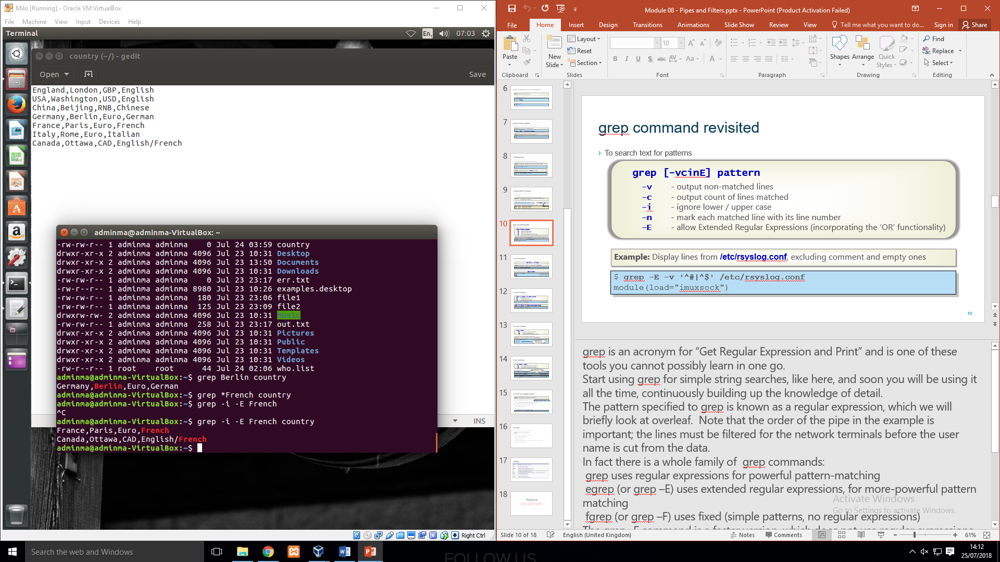 Milo [Running] - Oracle VM VirtualBox
File Machine View Input Devices Help
Terminal
En1
07:03
country (~/) - gedit
Open
Save
England,London,GBP,English
USA,Washington,USD,English
China,Beijing,RNB,Chinese
Germany,Berlin,Euro,German
France,Paris,Euro,French
Italy,Rome,Euro,Italian
Canada,Ottawa,CAD,English/French
adminma@adminma-VirtualBox: ~
-rw-rw-r-- 1 adminma adminma 0 Jul 24 03:59 country
drwxr-xr-x 2 adminma adminma 4096 Jul 23 10:31 Desktop
drwxr-xr-x 2 adminma adminma 4096 Jul 23 13:50 Documents
drwxr-xr-x 2 adminma adminma 4096 Jul 23 10:31 Downloads
-rw-rw-r-- 1 adminma adminma 0 Jul 23 23:17 err.txt
-rw-r--r-- 1 adminma adminma 8980 Jul 23 10:26 examples.desktop
-rw-rw-r-- 1 adminma adminma 180 Jul 23 23:06 file1
-rw-rw-r-- 1 adminma adminma 125 Jul 23 23:09 file2
drwxrw-rw- 2 adminma adminma 4096 Jul 23 10:31 Music
-rw-rw-r-- 1 adminma adminma 258 Jul 23 23:17 out.txt
drwxr-xr-x 2 adminma adminma 4096 Jul 23 10:31 Pictures
drwxr-xr-x 2 adminma adminma 4096 Jul 23 10:31 Public
drwxr-xr-x 2 adminma adminma 4096 Jul 23 10:31 Templates
drwxr-xr-x 2 adminma adminma 4096 Jul 23 10:31 Videos
-rw-r--r-- 1 root root 44 Jul 24 02:06 who.list
adminma@adminma-VirtualBox:~$ grep Berlin country
Germany,Berlin,Euro,German
adminma@adminma-VirtualBox:~$ grep *French country
adminma@adminma-VirtualBox:~$ grep -i -E French
^C
adminma@adminma-VirtualBox:~$ grep -i -E French country
France,Paris,Euro,French
Canada,Ottawa,CAD,English/French
adminma@adminma-VirtualBox:~$
INS
Right Ctrl
Module 08 - Pipes and Filters.pptx - PowerPoint (Product Activation Failed)
File Home Insert Design Transitions Animations Slide Show Review View Tell me what you want to do... Sign in Share
Paste
New
Slide
Layout
Reset
Section
10
B I U S abc AV Aa A
Shapes Arrange Quick
Styles
Find
Replace
Select
Clipboard Slides Font Paragraph Drawing Editing
6
7
8
9
10
11
12
13
14
15
16
17
18
Thank you
grep command revisited
› To search text for patterns
grep [-vcinE] pattern
-v - output non-matched lines
-c - output count of lines matched
-i - ignore lower / upper case
-n - mark each matched line with its line number
-E - allow Extended Regular Expressions (incorporating the ‘OR’ functionality)
Example: Display lines from /etc/rsyslog.conf, excluding comment and empty ones
$ grep -E -v '^#|^$' /etc/rsyslog.conf
module(load="imuxsock")
10
grep is an acronym for “Get Regular Expression and Print” and is one of these
tools you cannot possibly learn in one go.
Start using grep for simple string searches, like here, and soon you will be using it
all the time, continuously building up the knowledge of detail.
The pattern specified to grep is known as a regular expression, which we will
briefly look at overleaf. Note that the order of the pipe in the example is
important; the lines must be filtered for the network terminals before the user
name is cut from the data.
In fact there is a whole family of grep commands:
grep uses regular expressions for powerful pattern-matching
egrep (or grep –E) uses extended regular expressions, for more-powerful pattern
matching
fgrep (or grep –F) uses fixed (simple patterns, no regular expressions)
The grep –F command is a faster version, which does not use regular expressions
Activate Windows
Go to Settings to activate Windows.
Slide 10 of 18 English (United Kingdom) Notes Comments 61%
Search the web and Windows
FOLLOW US
14:12
25/07/2018